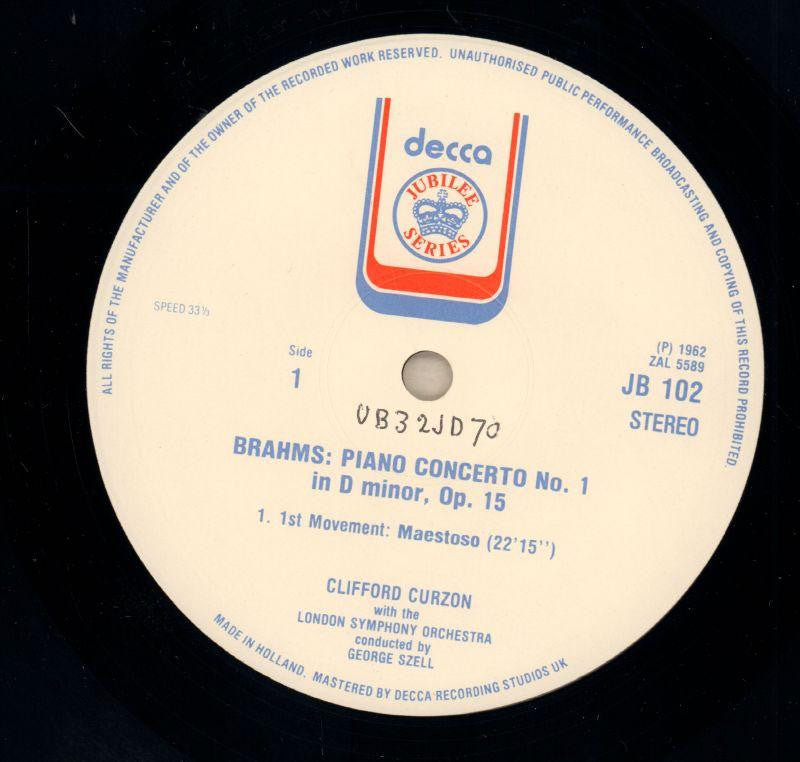 ALL RIGHTS OF THE MANUFACTURER AND OF THE OWNER OF THE RECORDED WORK RESERVED. UNAUTHORISED PUBLIC PERFORMANCE BROADCASTING AND COPYING OF THIS RECORD PROHIBITED.
decca
JUBILEE
SERIES
SPEED 33⅓
Side
1
(P) 1962
ZAL 5589
JB 102
STEREO
VB32JD70
BRAHMS: PIANO CONCERTO No. 1
in D minor, Op. 15
1. 1st Movement: Maestoso (22'15'')
CLIFFORD CURZON
with the
LONDON SYMPHONY ORCHESTRA
conducted by
GEORGE SZELL
MADE IN HOLLAND. MASTERED BY DECCA RECORDING STUDIOS UK